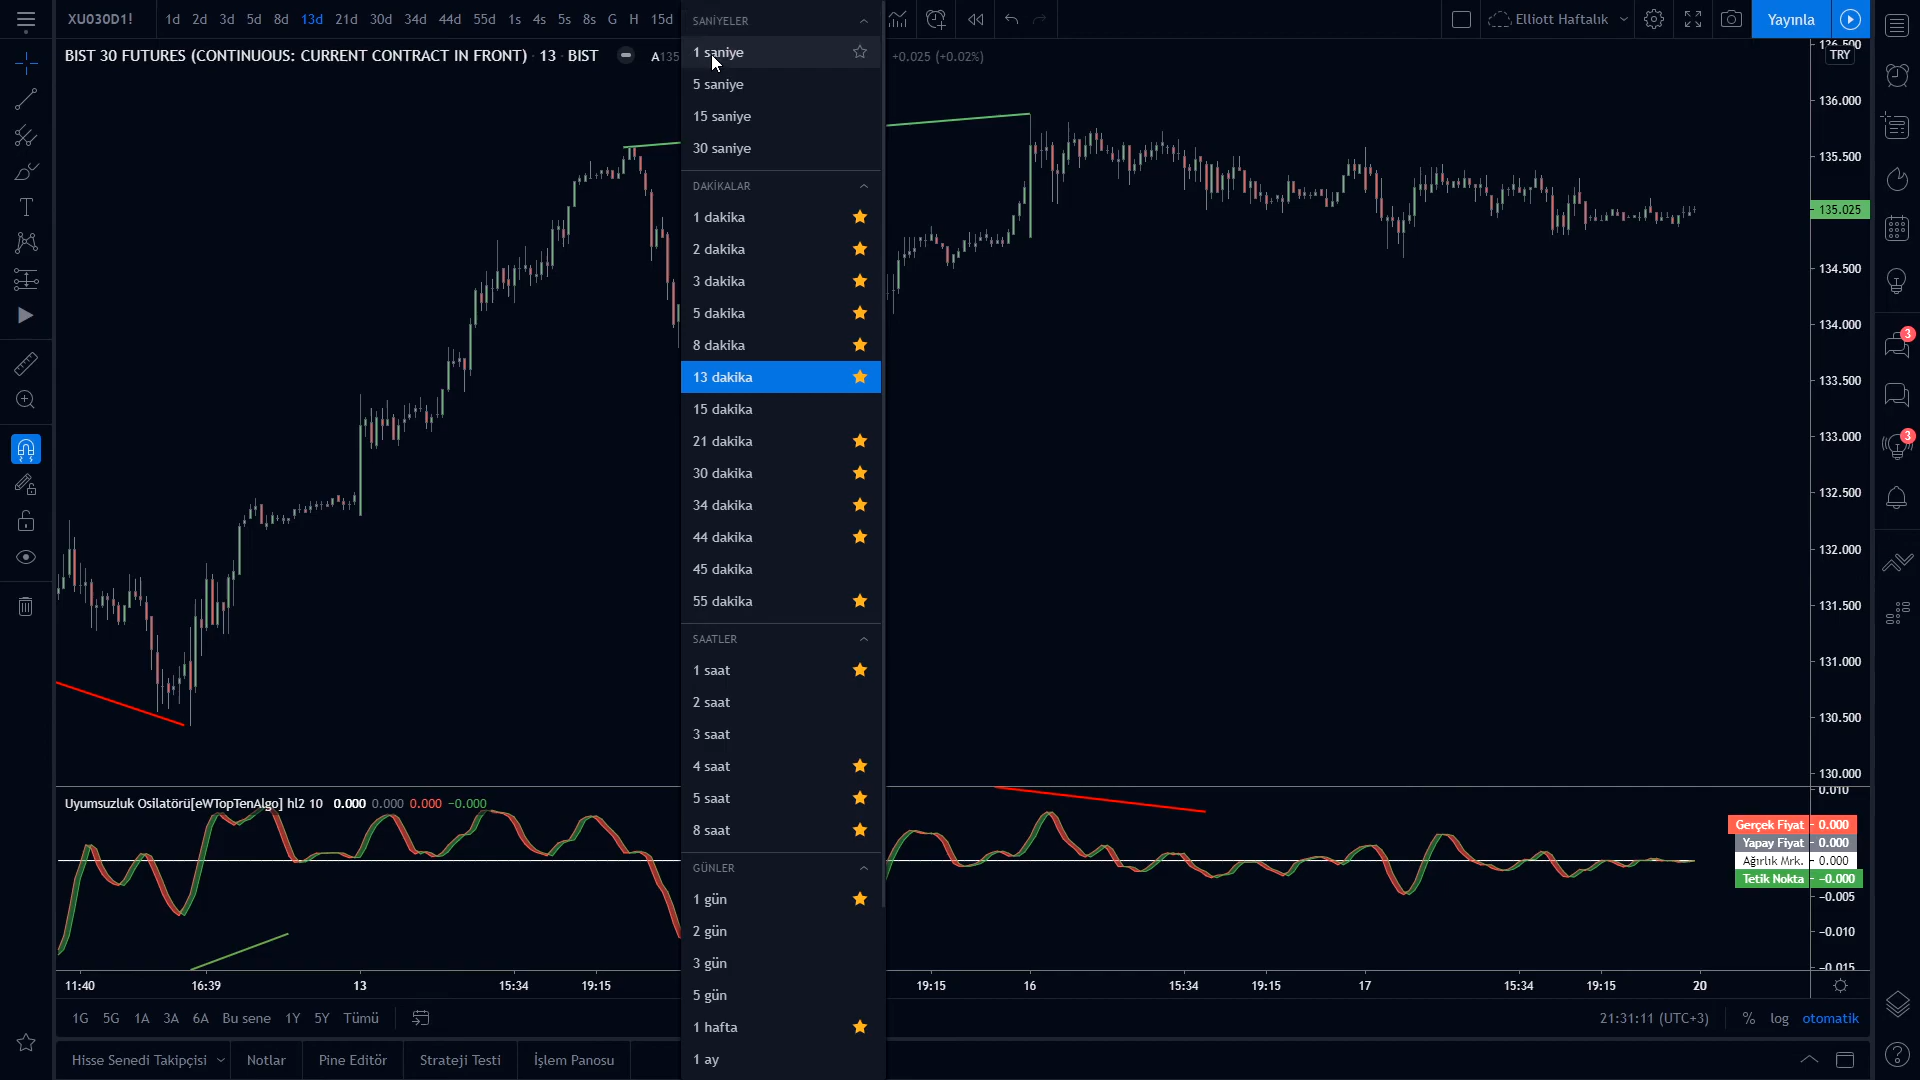 XU030D1!
1d 2d 3d 5d 8d 13d 21d 30d 34d 44d 55d 1s 4s 5s 8s G H 15d
Elliott Haftalık
Yayınla
BIST 30 FUTURES (CONTINUOUS: CURRENT CONTRACT IN FRONT) · 13 · BIST
A135
+0.025 (+0.02%)
SANİYELER
1 saniye
5 saniye
15 saniye
30 saniye
DAKİKALAR
1 dakika
2 dakika
3 dakika
5 dakika
8 dakika
13 dakika
15 dakika
21 dakika
30 dakika
34 dakika
44 dakika
45 dakika
55 dakika
SAATLER
1 saat
2 saat
3 saat
4 saat
5 saat
8 saat
GÜNLER
1 gün
2 gün
3 gün
5 gün
1 hafta
1 ay
126.500
TRY
136.000
135.500
135.025
134.500
134.000
133.500
133.000
132.500
132.000
131.500
131.000
130.500
130.000
3
3
Uyumsuzluk Osilatörü[eWTopTenAlgo] hl2 10 0.000 0.000 0.000 −0.000
0.010
Gerçek Fiyat 0.000
Yapay Fiyat 0.000
Ağırlık Mrk. 0.000
Tetik Nokta −0.000
−0.005
−0.010
−0.015
11:40 16:39 13 15:34 19:15 19:15 16 15:34 19:15 17 15:34 19:15 20
1G 5G 1A 3A 6A Bu sene 1Y 5Y Tümü
21:31:11 (UTC+3) % log otomatik
Hisse Senedi Takipçisi Notlar Pine Editör Strateji Testi İşlem Panosu